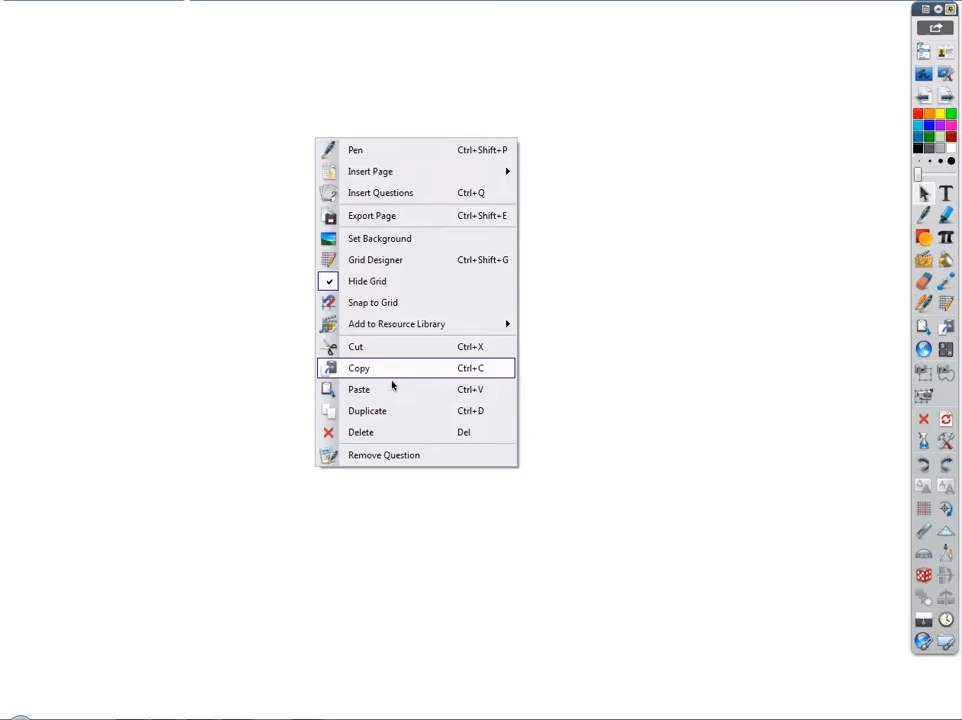 Pen Ctrl+Shift+P
Insert Page
Insert Questions Ctrl+Q
Export Page Ctrl+Shift+E
Set Background
Grid Designer Ctrl+Shift+G
Hide Grid
Snap to Grid
Add to Resource Library
Cut Ctrl+X
Copy Ctrl+C
Paste Ctrl+V
Duplicate Ctrl+D
Delete Del
Remove Question